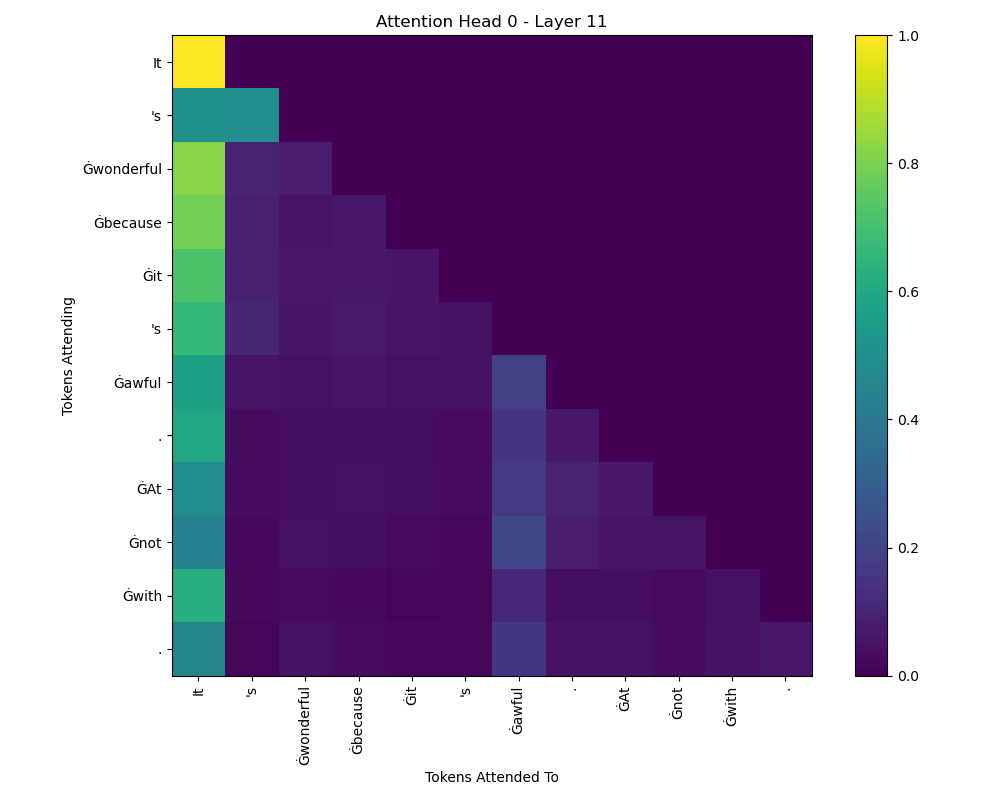 Attention Head 0 - Layer 11
It
's
Ġwonderful
Ġbecause
Ġit
's
Ġawful
.
ĠAt
Ġnot
Ġwith
.
Tokens Attending
It
's
Ġwonderful
Ġbecause
Ġit
's
Ġawful
.
ĠAt
Ġnot
Ġwith
.
Tokens Attended To
1.0
0.8
0.6
0.4
0.2
0.0